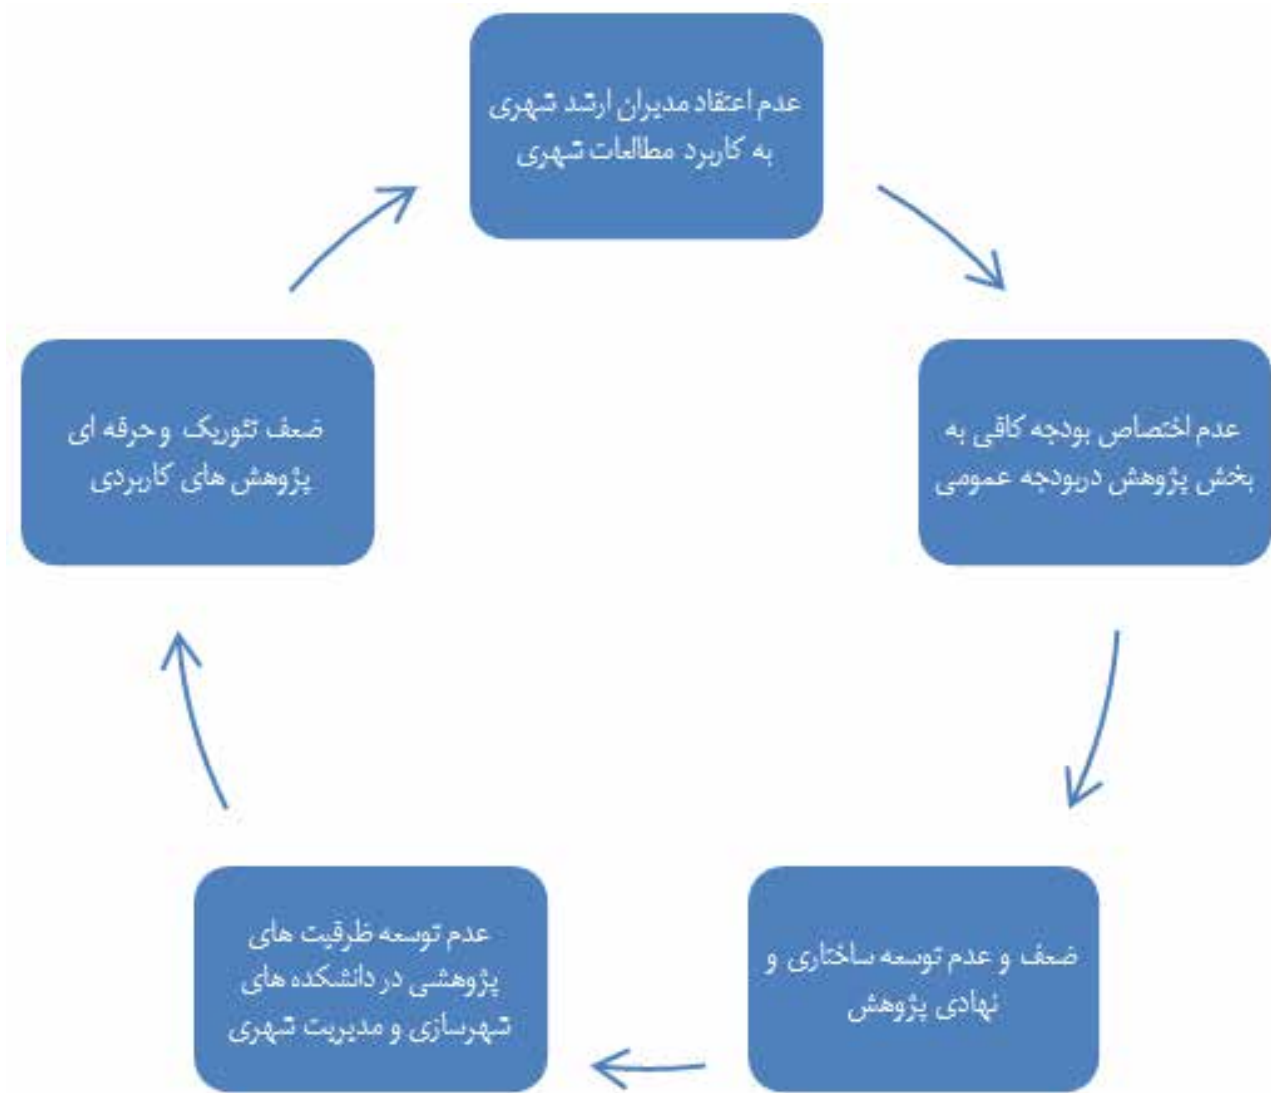 عدم اعتقاد مدیران ارشد شهری
به کاربرد مطالعات شهری
عدم اختصاص بودجه کافی به
بخش پژوهش دربودجه عمومی
ضعف و عدم توسعه ساختاری و
نهادی پژوهش
عدم توسعه ظرفیت های
پژوهشی در دانشکده های
شهرسازی و مدیریت شهری
ضعف تئوریک و حرفه ای
پژوهش های کاربردی